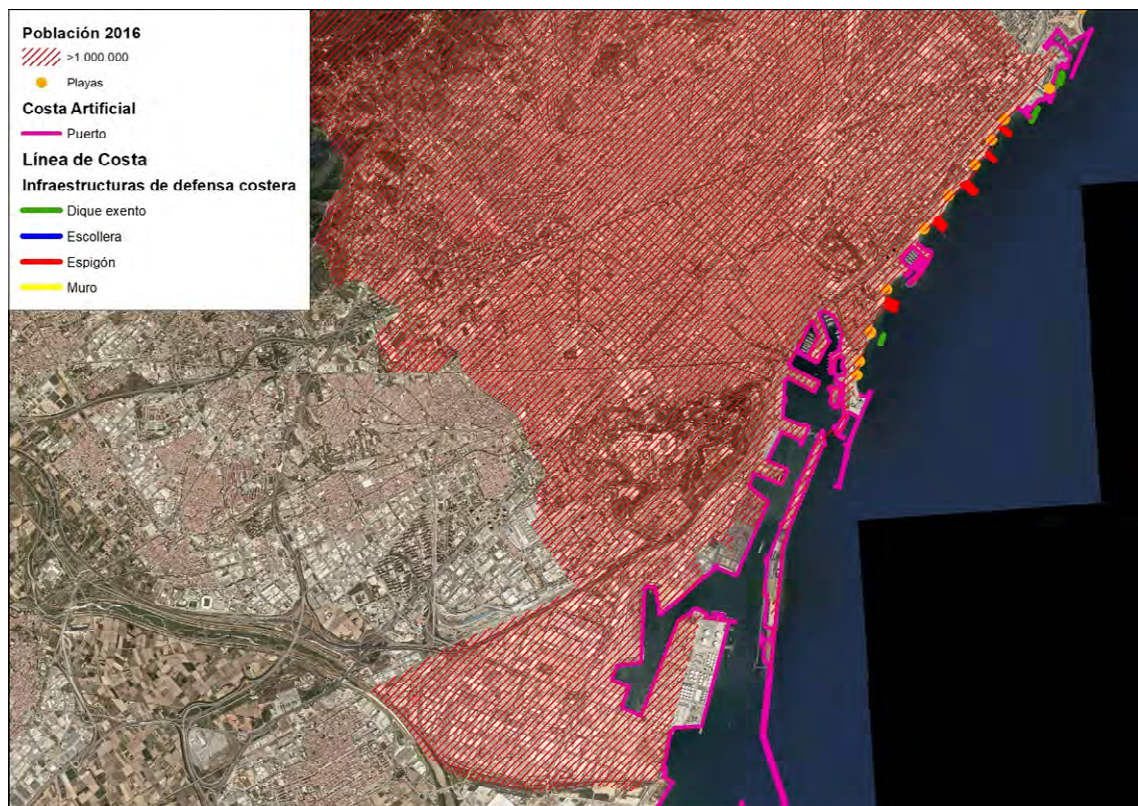 Población 2016
>1 000 000
Playas
Costa Artificial
Puerto
Línea de Costa
Infraestructuras de defensa costera
Dique exento
Escollera
Espigón
Muro